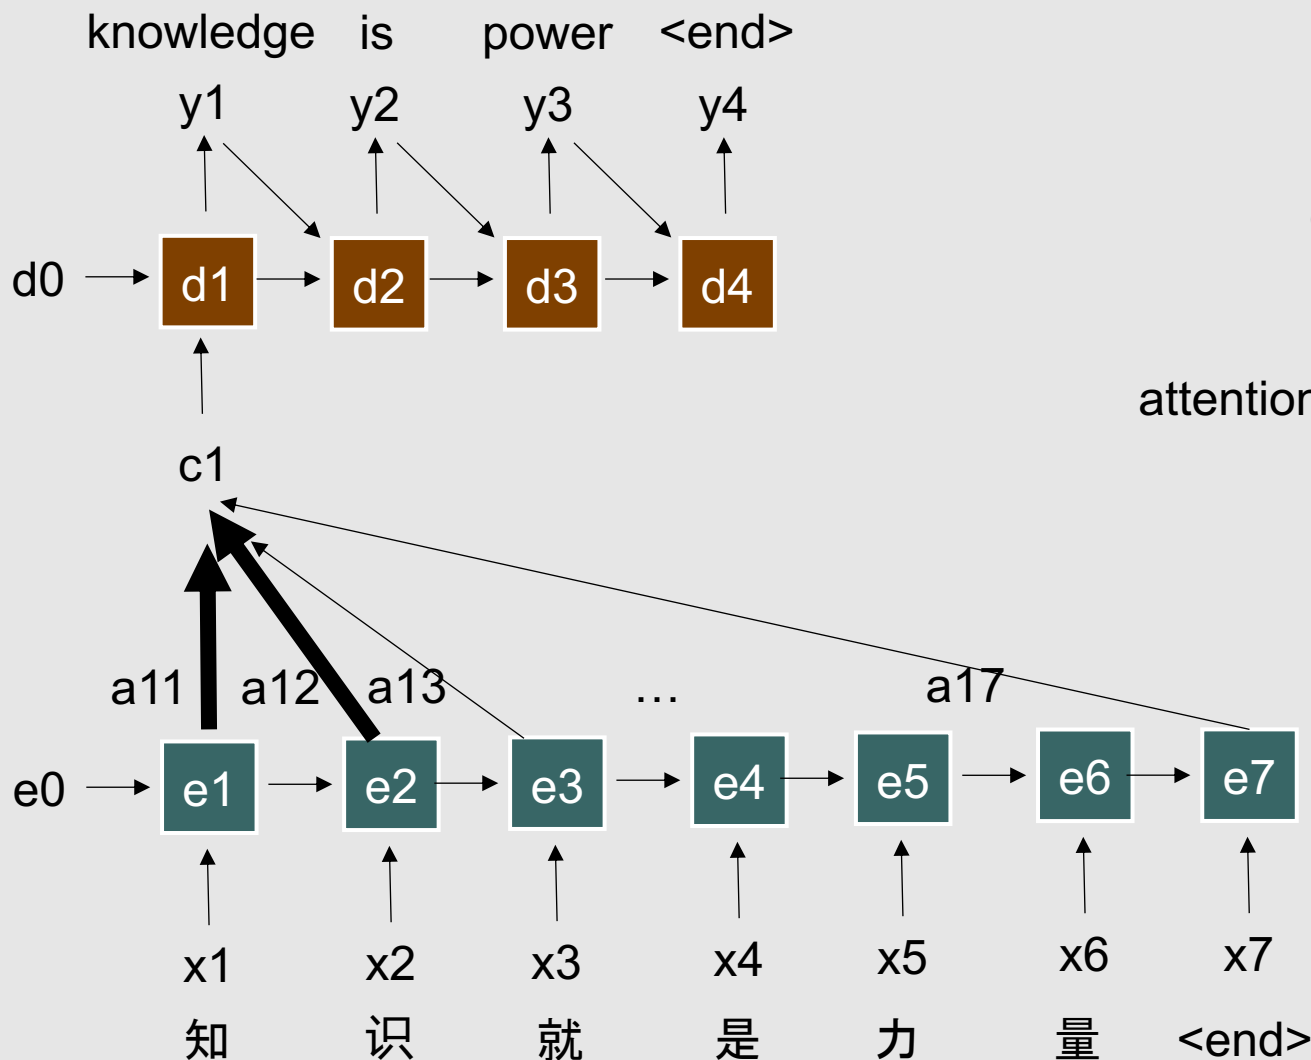 knowledge is power <end>
y1 y2 y3 y4
d0 d1 d2 d3 d4
attention
c1
a11 a12 a13 … a17
e0 e1 e2 e3 e4 e5 e6 e7
x1 x2 x3 x4 x5 x6 x7
知 识 就 是 力 量 <end>